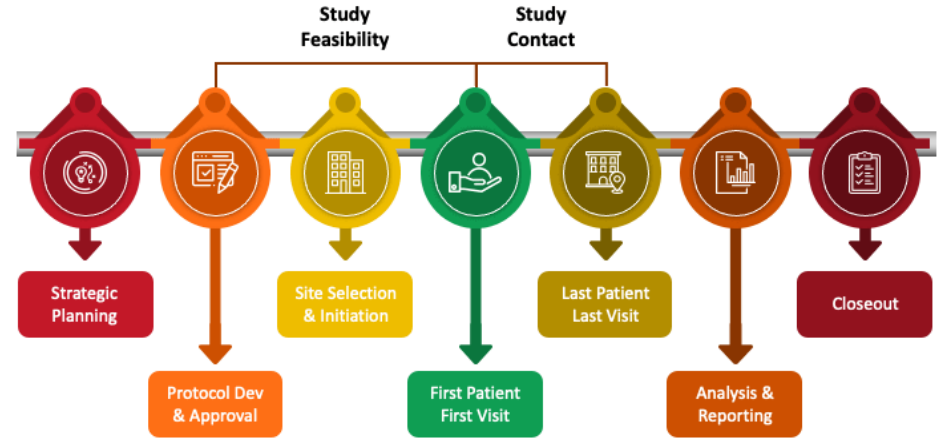 Study
Feasibility
Study
Contact
Strategic
Planning
Protocol Dev
& Approval
Site Selection
& Initiation
First Patient
First Visit
Last Patient
Last Visit
Analysis &
Reporting
Closeout